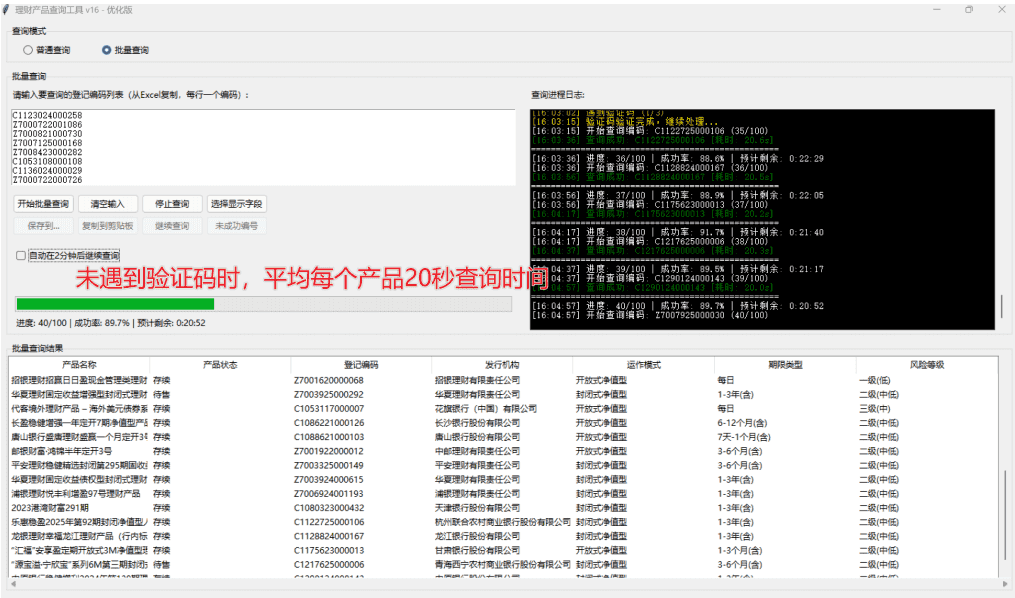 理财产品查询工具 v16 - 优化版
查询模式
普通查询 批量查询
批量查询
请输入要查询的登记编码列表（从Excel复制，每行一个编码）:
C1123024000258
Z7000722001086
Z7000821000730
Z7007125000168
Z7008423000282
C1053108000108
C1136024000029
Z7000722000726
开始批量查询 清空输入 停止查询 选择显示字段
保存到... 复制到剪贴板 继续查询 未成功编号
自动在2分钟后继续查询
未遇到验证码时，平均每个产品20秒查询时间
进度: 40/100 | 成功率: 89.7% | 预计剩余: 0:20:52
查询进程日志:
[16:03:02] 遇到验证码 (1/3)
[16:03:15] 验证码验证完成，继续处理...
[16:03:15] 开始查询编码: C1122725000106 (35/100)
[16:03:36] 查询成功: C1122725000106 [耗时: 20.6s]
[16:03:36] 进度: 36/100 | 成功率: 88.6% | 预计剩余: 0:22:29
[16:03:36] 开始查询编码: C1128824000167 (36/100)
[16:03:56] 查询成功: C1128824000167 [耗时: 20.5s]
[16:03:56] 进度: 37/100 | 成功率: 88.9% | 预计剩余: 0:22:05
[16:03:56] 开始查询编码: C1175623000013 (37/100)
[16:04:17] 查询成功: C1175623000013 [耗时: 20.2s]
[16:04:17] 进度: 38/100 | 成功率: 91.7% | 预计剩余: 0:21:40
[16:04:17] 开始查询编码: C1217625000006 (38/100)
[16:04:37] 查询成功: C1217625000006
[16:04:37] 进度: 39/100 | 成功率: 89.5% | 预计剩余: 0:21:17
04:37] 开始查询编码: C1290124000143 (39/100)
04:57] 查询成功: C1290124000143 [耗时: 20.0s]
[16:04:57] 进度: 40/100 | 成功率: 89.7% | 预计剩余: 0:20:52
[16:04:57] 开始查询编码: Z7007925000030 (40/100)
批量查询结果
产品名称 产品状态 登记编码 发行机构 运作模式 期限类型 风险等级
招银理财招赢日日盈现金管理类理财 存续 Z7001620000068 招银理财有限责任公司 开放式净值型 每日 一级(低)
华夏理财固定收益增强型封闭式理财 待售 Z7003925000292 华夏理财有限责任公司 封闭式净值型 1-3年(含) 二级(中低)
代客境外理财产品 – 海外美元债券系 存续 C1053117000007 花旗银行（中国）有限公司 开放式净值型 每日 三级(中)
长盈稳健增强一年定开7期净值型产品 存续 C1086221000126 长沙银行股份有限公司 开放式净值型 6-12个月(含) 二级(中低)
唐山银行盛唐理财盛赢一个月定开3号 存续 C1088621000103 唐山银行股份有限公司 开放式净值型 7天-1个月(含) 二级(中低)
邮银财富·鸿锦半年定开3号 存续 Z7001922000012 中邮理财有限责任公司 开放式净值型 3-6个月(含) 二级(中低)
平安理财稳健精选封闭第295期固收 存续 Z7003325000149 平安理财有限责任公司 封闭式净值型 3-6个月(含) 二级(中低)
华夏理财固定收益债权型封闭式理财 存续 Z7003924000615 华夏理财有限责任公司 封闭式净值型 1-3年(含) 二级(中低)
浦银理财悦丰利增盈97号理财产品 存续 Z7006924001193 浦银理财有限责任公司 封闭式净值型 1-3年(含) 二级(中低)
2023港湾财富291期 存续 C1080323000432 天津银行股份有限公司 封闭式净值型 1-3年(含) 二级(中低)
乐惠稳盈2025年第92期封闭净值型 存续 C1122725000106 杭州联合农村商业银行股份有限公司 封闭式净值型 1-3年(含) 二级(中低)
龙银理财幸福龙江理财产品（行内标 存续 C1128824000167 龙江银行股份有限公司 封闭式净值型 1-3年(含) 二级(中低)
"汇福"安享盈定期开放式3M净值型 存续 C1175623000013 甘肃银行股份有限公司 开放式净值型 1-3个月(含) 二级(中低)
"源宝溢·宁欣宝"系列6M第三期封闭 待售 C1217625000006 青海西宁农村商业银行股份有限公司 封闭式净值型 3-6个月(含) 二级(中低)